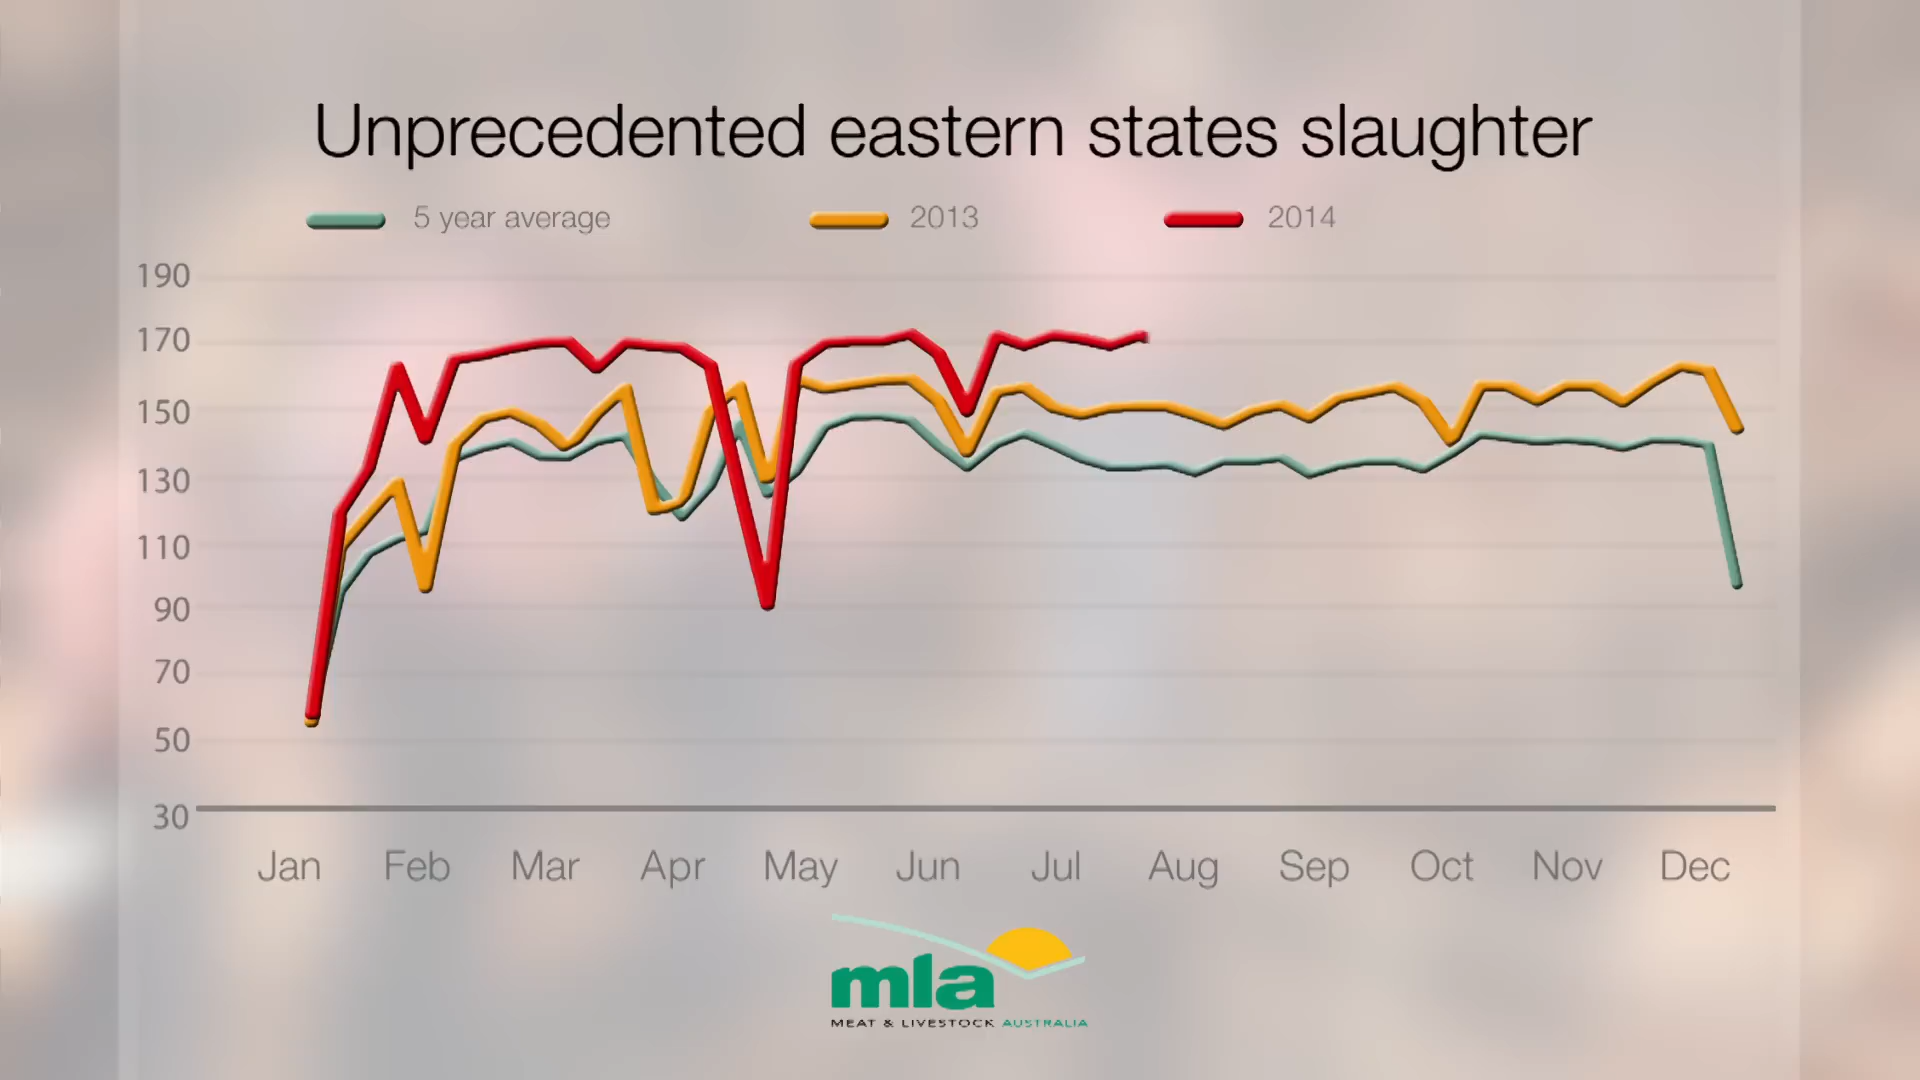 Unprecedented eastern states slaughter
5 year average 2013 2014
190
170
150
130
110
90
70
50
30
Jan Feb Mar Apr May Jun Jul Aug Sep Oct Nov Dec
mla
MEAT & LIVESTOCK AUSTRALIA